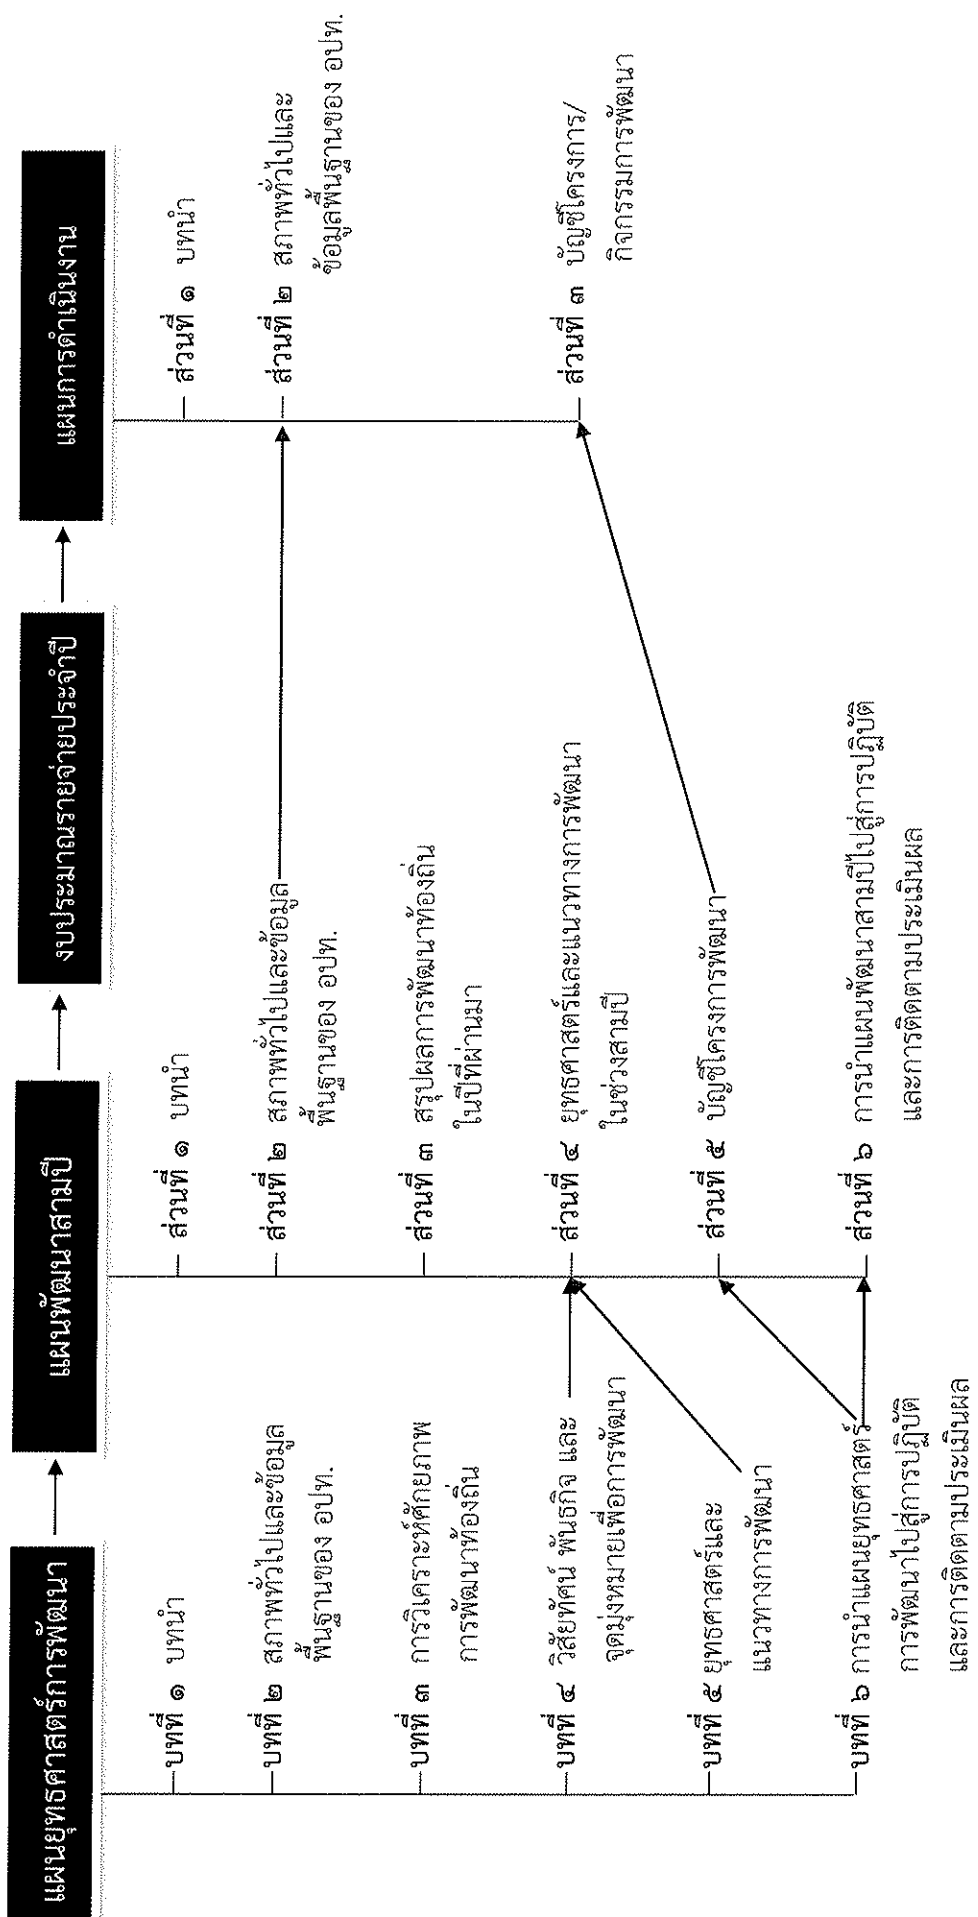 แผนยุทธศาสตร์การพัฒนา
บทที่ ๑ บทนำ
บทที่ ๒ สภาพทั่วไปและข้อมูล
พื้นฐานของ อปท.
บทที่ ๓ การวิเคราะห์ศักยภาพ
การพัฒนาท้องถิ่น
บทที่ ๔ วิสัยทัศน์ พันธกิจ และ
จุดมุ่งหมายเพื่อการพัฒนา
บทที่ ๕ ยุทธศาสตร์และ
แนวทางการพัฒนา
บทที่ ๖ การนำแผนยุทธศาสตร์
การพัฒนาไปสู่การปฏิบัติ
และการติดตามประเมินผล
แผนพัฒนาสามปี
ส่วนที่ ๑ บทนำ
ส่วนที่ ๒ สภาพทั่วไปและข้อมูล
พื้นฐานของ อปท.
ส่วนที่ ๓ สรุปผลการพัฒนาท้องถิ่น
ในปีที่ผ่านมา
ส่วนที่ ๔ ยุทธศาสตร์และแนวทางการพัฒนา
ในช่วงสามปี
ส่วนที่ ๕ บัญชีโครงการพัฒนา
ส่วนที่ ๖ การนำแผนพัฒนาสามปีไปสู่การปฏิบัติ
และการติดตามประเมินผล
งบประมาณรายจ่ายประจำปี
แผนการดำเนินงาน
ส่วนที่ ๑ บทนำ
ส่วนที่ ๒ สภาพทั่วไปและ
ข้อมูลพื้นฐานของ อปท.
ส่วนที่ ๓ บัญชีโครงการ/
กิจกรรมการพัฒนา